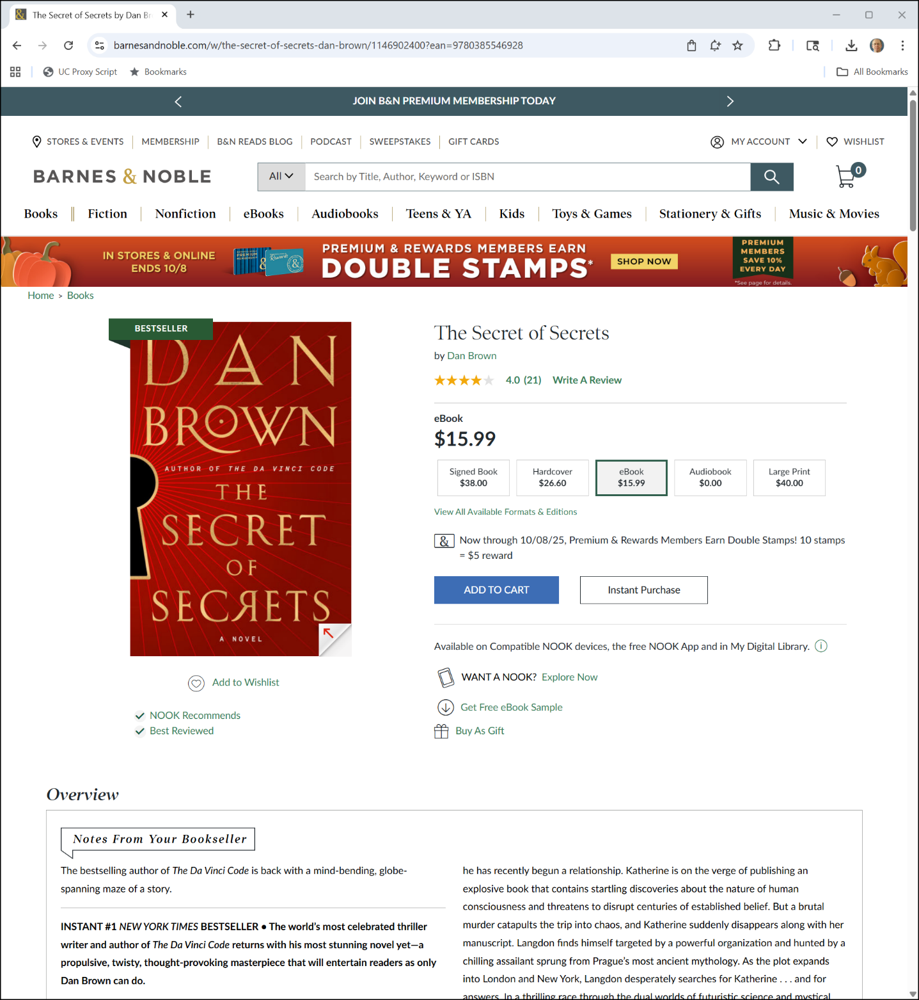 The Secret of Secrets by Dan Br
barnesandnoble.com/w/the-secret-of-secrets-dan-brown/1146902400?ean=9780385546928
UC Proxy Script
Bookmarks
All Bookmarks
JOIN B&N PREMIUM MEMBERSHIP TODAY
STORES & EVENTS
MEMBERSHIP
B&N READS BLOG
PODCAST
SWEEPSTAKES
GIFT CARDS
MY ACCOUNT
WISHLIST
BARNES & NOBLE
All
Search by Title, Author, Keyword or ISBN
0
Books
Fiction
Nonfiction
eBooks
Audiobooks
Teens & YA
Kids
Toys & Games
Stationery & Gifts
Music & Movies
IN STORES & ONLINE
ENDS 10/8
PREMIUM & REWARDS MEMBERS EARN
DOUBLE STAMPS*
SHOP NOW
PREMIUM
MEMBERS
SAVE 10%
EVERY DAY
*See page for details.
Home > Books
BESTSELLER
DAN
BROWN
AUTHOR OF THE DA VINCI CODE
THE
SECRET
OF
SECRETS
A NOVEL
Add to Wishlist
NOOK Recommends
Best Reviewed
The Secret of Secrets
by Dan Brown
4.0 (21) Write A Review
eBook
$15.99
Signed Book
$38.00
Hardcover
$26.60
eBook
$15.99
Audiobook
$0.00
Large Print
$40.00
View All Available Formats & Editions
& Now through 10/08/25, Premium & Rewards Members Earn Double Stamps! 10 stamps
= $5 reward
ADD TO CART
Instant Purchase
Available on Compatible NOOK devices, the free NOOK App and in My Digital Library.
WANT A NOOK? Explore Now
Get Free eBook Sample
Buy As Gift
Overview
Notes From Your Bookseller
The bestselling author of The Da Vinci Code is back with a mind-bending, globe-
spanning maze of a story.
INSTANT #1 NEW YORK TIMES BESTSELLER ● The world's most celebrated thriller
writer and author of The Da Vinci Code returns with his most stunning novel yet—a
propulsive, twisty, thought-provoking masterpiece that will entertain readers as only
Dan Brown can do.
he has recently begun a relationship. Katherine is on the verge of publishing an
explosive book that contains startling discoveries about the nature of human
consciousness and threatens to disrupt centuries of established belief. But a brutal
murder catapults the trip into chaos, and Katherine suddenly disappears along with her
manuscript. Langdon finds himself targeted by a powerful organization and hunted by a
chilling assailant sprung from Prague's most ancient mythology. As the plot expands
into London and New York, Langdon desperately searches for Katherine . . . and for
answers. In a thrilling race through the dual worlds of futuristic science and mystical